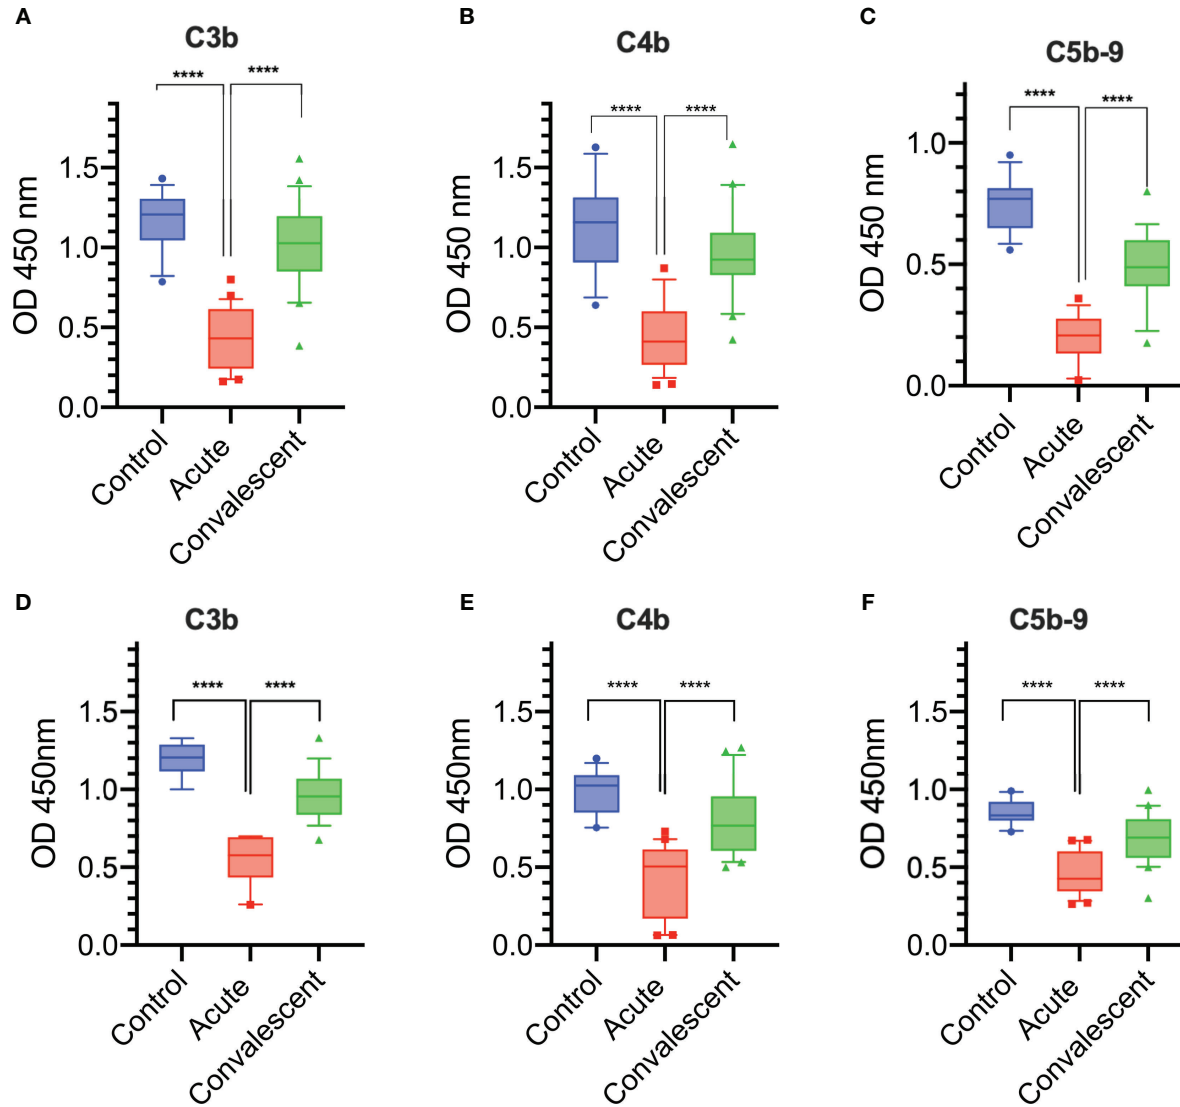 A
C3b
**** ****
OD 450 nm
1.5
1.0
0.5
0.0
Control
Acute
Convalescent
B
C4b
**** ****
OD 450 nm
1.5
1.0
0.5
0.0
Control
Acute
Convalescent
C
C5b-9
**** ****
OD 450 nm
1.0
0.5
0.0
Control
Acute
Convalescent
D
C3b
**** ****
OD 450nm
1.5
1.0
0.5
0.0
Control
Acute
Convalescent
E
C4b
**** ****
OD 450nm
1.5
1.0
0.5
0.0
Control
Acute
Convalescent
F
C5b-9
**** ****
OD 450nm
1.5
1.0
0.5
0.0
Control
Acute
Convalescent